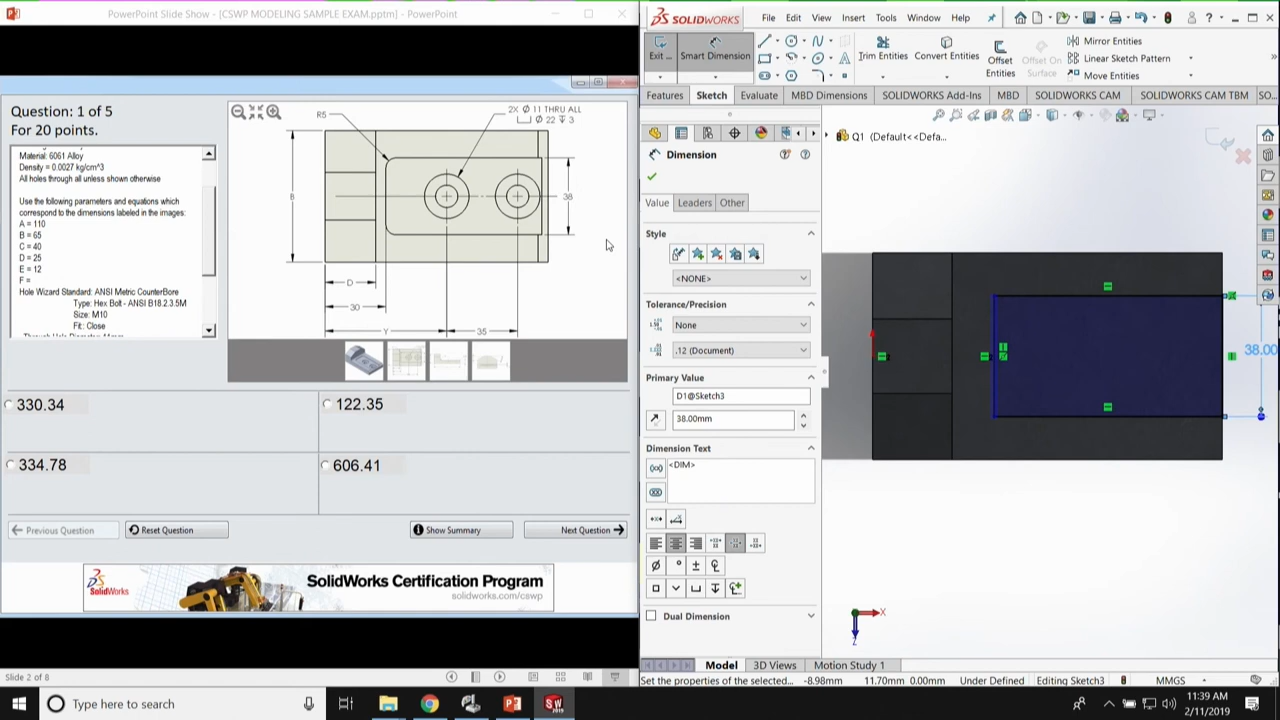 PowerPoint Slide Show - [CSWP MODELING SAMPLE EXAM.pptm] - PowerPoint
Question: 1 of 5
For 20 points.
Material: 6061 Alloy
Density = 0.0027 kg/cm^3
All holes through all unless shown otherwise
Use the following parameters and equations which
correspond to the dimensions labeled in the images:
A = 110
B = 65
C = 40
D = 25
E = 12
F =
Hole Wizard Standard: ANSI Metric CounterBore
Type: Hex Bolt - ANSI B18.2.3.5M
Size: M10
Fit: Close
R5
2X Ø 11 THRU ALL
⌴ Ø 22 ↧ 3
B
38
D
30
Y
35
330.34
122.35
334.78
606.41
Previous Question
Reset Question
Show Summary
Next Question
SolidWorks
SolidWorks Certification Program
solidworks.com/cswp
Slide 2 of 8
SOLIDWORKS
File Edit View Insert Tools Window Help
Exit ...
Smart Dimension
Trim Entities
Convert Entities
Offset Entities
Offset On Surface
Mirror Entities
Linear Sketch Pattern
Move Entities
Features Sketch Evaluate MBD Dimensions SOLIDWORKS Add-Ins MBD SOLIDWORKS CAM SOLIDWORKS CAM TBM SO...
Q1 (Default<<Defa...
Dimension
Value Leaders Other
Style
<NONE>
Tolerance/Precision
None
.12 (Document)
Primary Value
D1@Sketch3
38.00mm
Dimension Text
<DIM>
Dual Dimension
38.00
X
Z
Model 3D Views Motion Study 1
Set the properties of the selected... -8.98mm 11.70mm 0.00mm Under Defined Editing Sketch3 MMGS
Type here to search
11:39 AM
2/11/2019